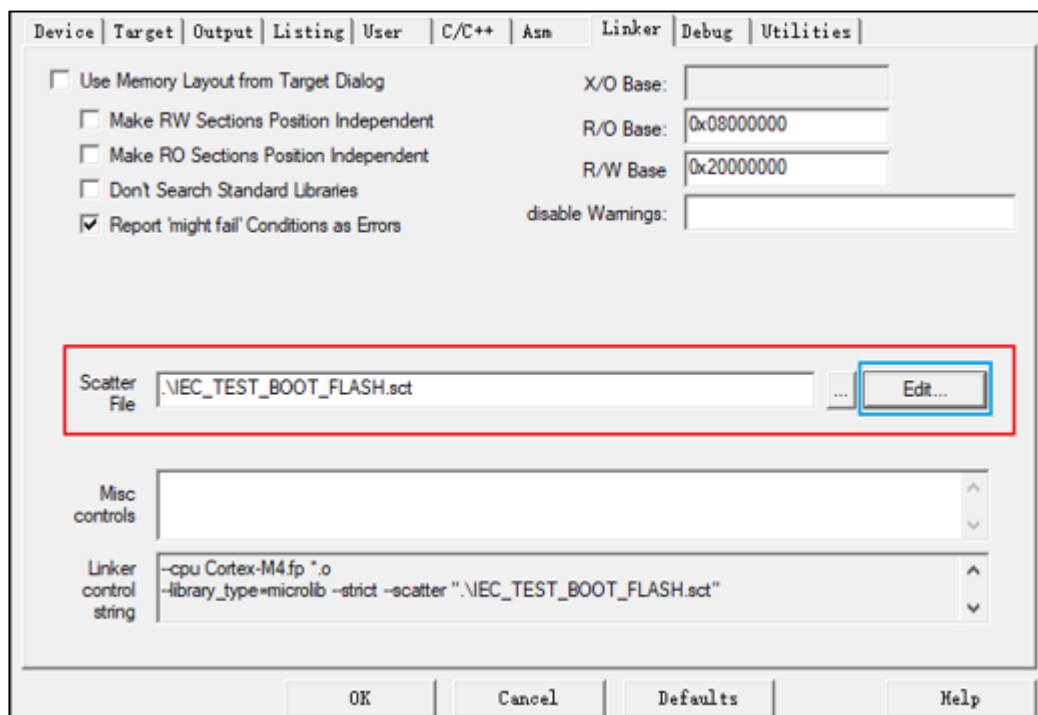 Device Target Output Listing User C/C++ Asm Linker Debug Utilities
Use Memory Layout from Target Dialog
X/O Base:
Make RW Sections Position Independent
R/O Base: 0x08000000
Make RO Sections Position Independent
R/W Base 0x20000000
Don't Search Standard Libraries
disable Warnings:
Report 'might fail' Conditions as Errors
Scatter File
.\IEC_TEST_BOOT_FLASH.sct
...
Edit...
Misc
controls
Linker
control
string
--cpu Cortex-M4.fp *.o
--library_type=microlib --strict --scatter ".\IEC_TEST_BOOT_FLASH.sct"
OK Cancel Defaults Help